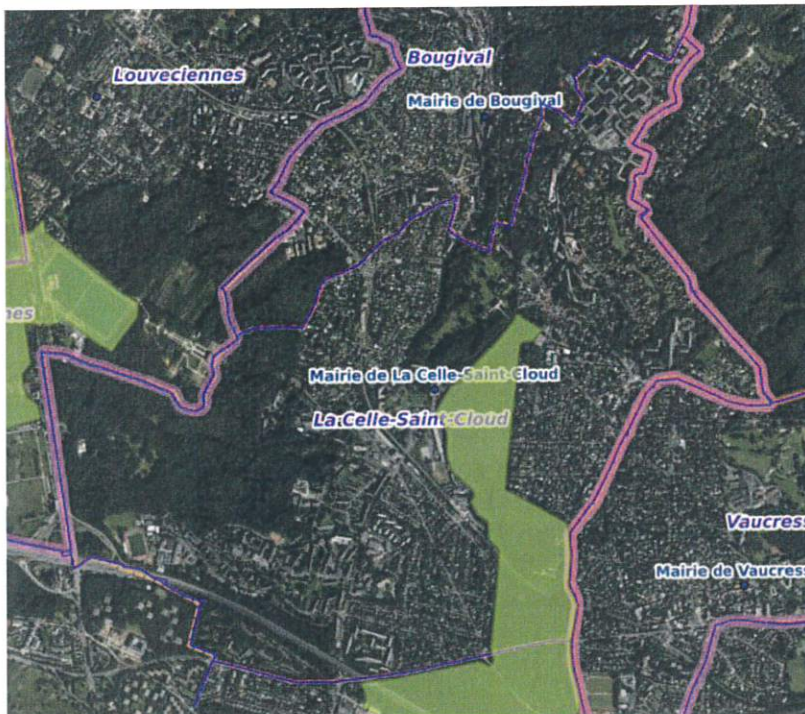 Bougival
Louveciennes
Mairie de Bougival
nes
Mairie de La Celle-Saint-Cloud
La Celle-Saint-Cloud
Vaucress
Mairie de Vaucress